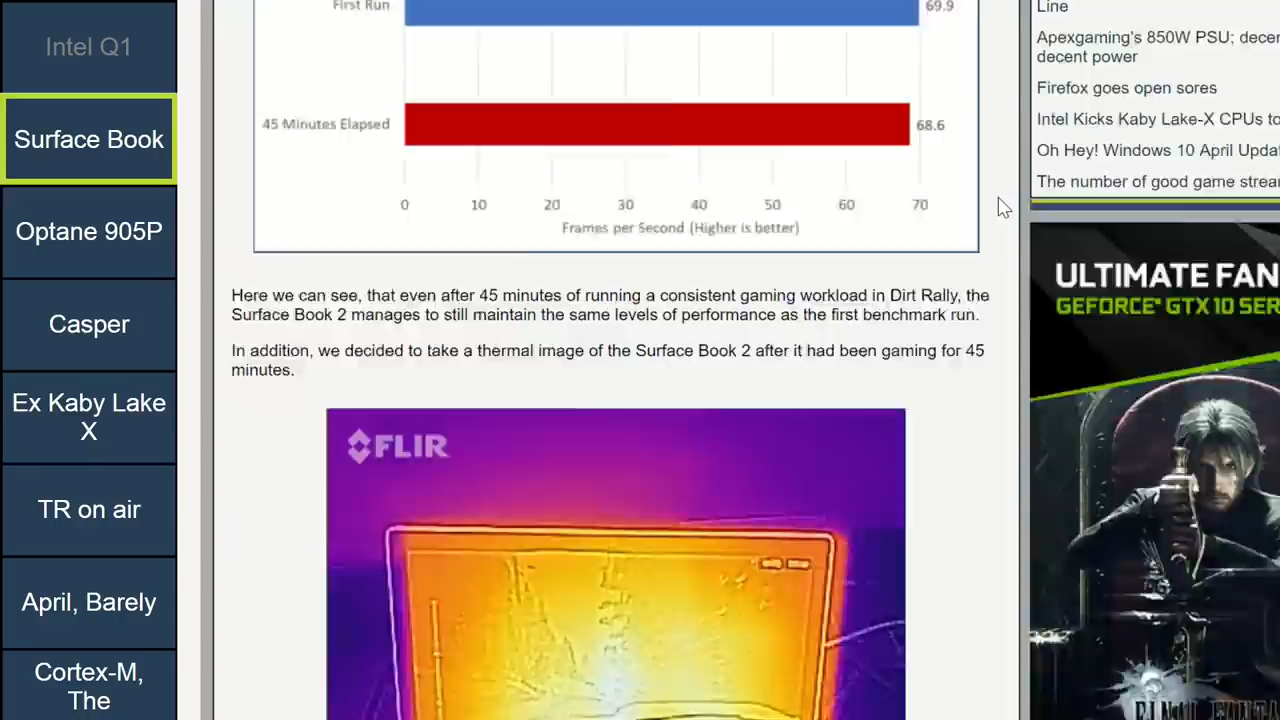 Intel Q1
Surface Book
Optane 905P
Casper
Ex Kaby Lake
X
TR on air
April, Barely
Cortex-M,
The
First Run
69.9
45 Minutes Elapsed
68.6
0 10 20 30 40 50 60 70
Frames per Second (Higher is better)
Here we can see, that even after 45 minutes of running a consistent gaming workload in Dirt Rally, the
Surface Book 2 manages to still maintain the same levels of performance as the first benchmark run.
In addition, we decided to take a thermal image of the Surface Book 2 after it had been gaming for 45
minutes.
FLIR
Line
Apexgaming's 850W PSU; decen
decent power
Firefox goes open sores
Intel Kicks Kaby Lake-X CPUs to
Oh Hey! Windows 10 April Updat
The number of good game stream
ULTIMATE FAN
GEFORCE® GTX 10 SER
FINAL FANTA